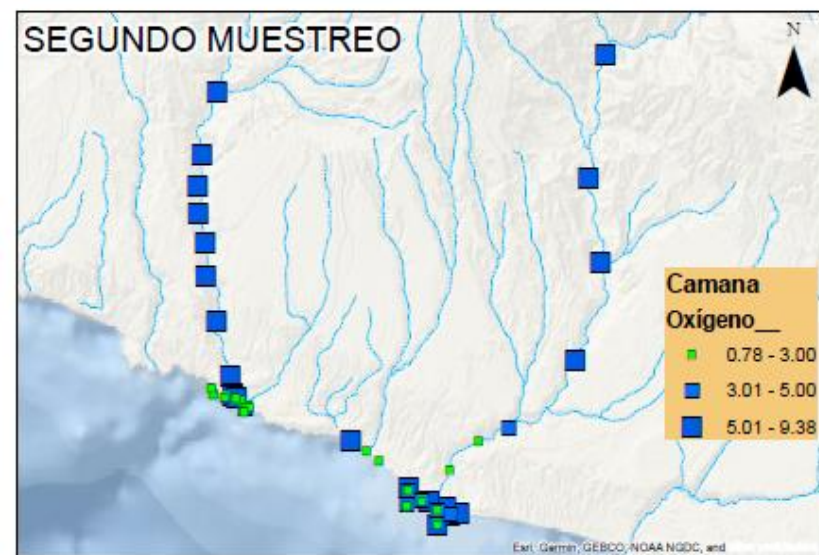 SEGUNDO MUESTREO
N
Camana
Oxígeno__
0.78 - 3.00
3.01 - 5.00
5.01 - 9.38
Esri, Garmin, GEBCO, NOAA NGDC, and